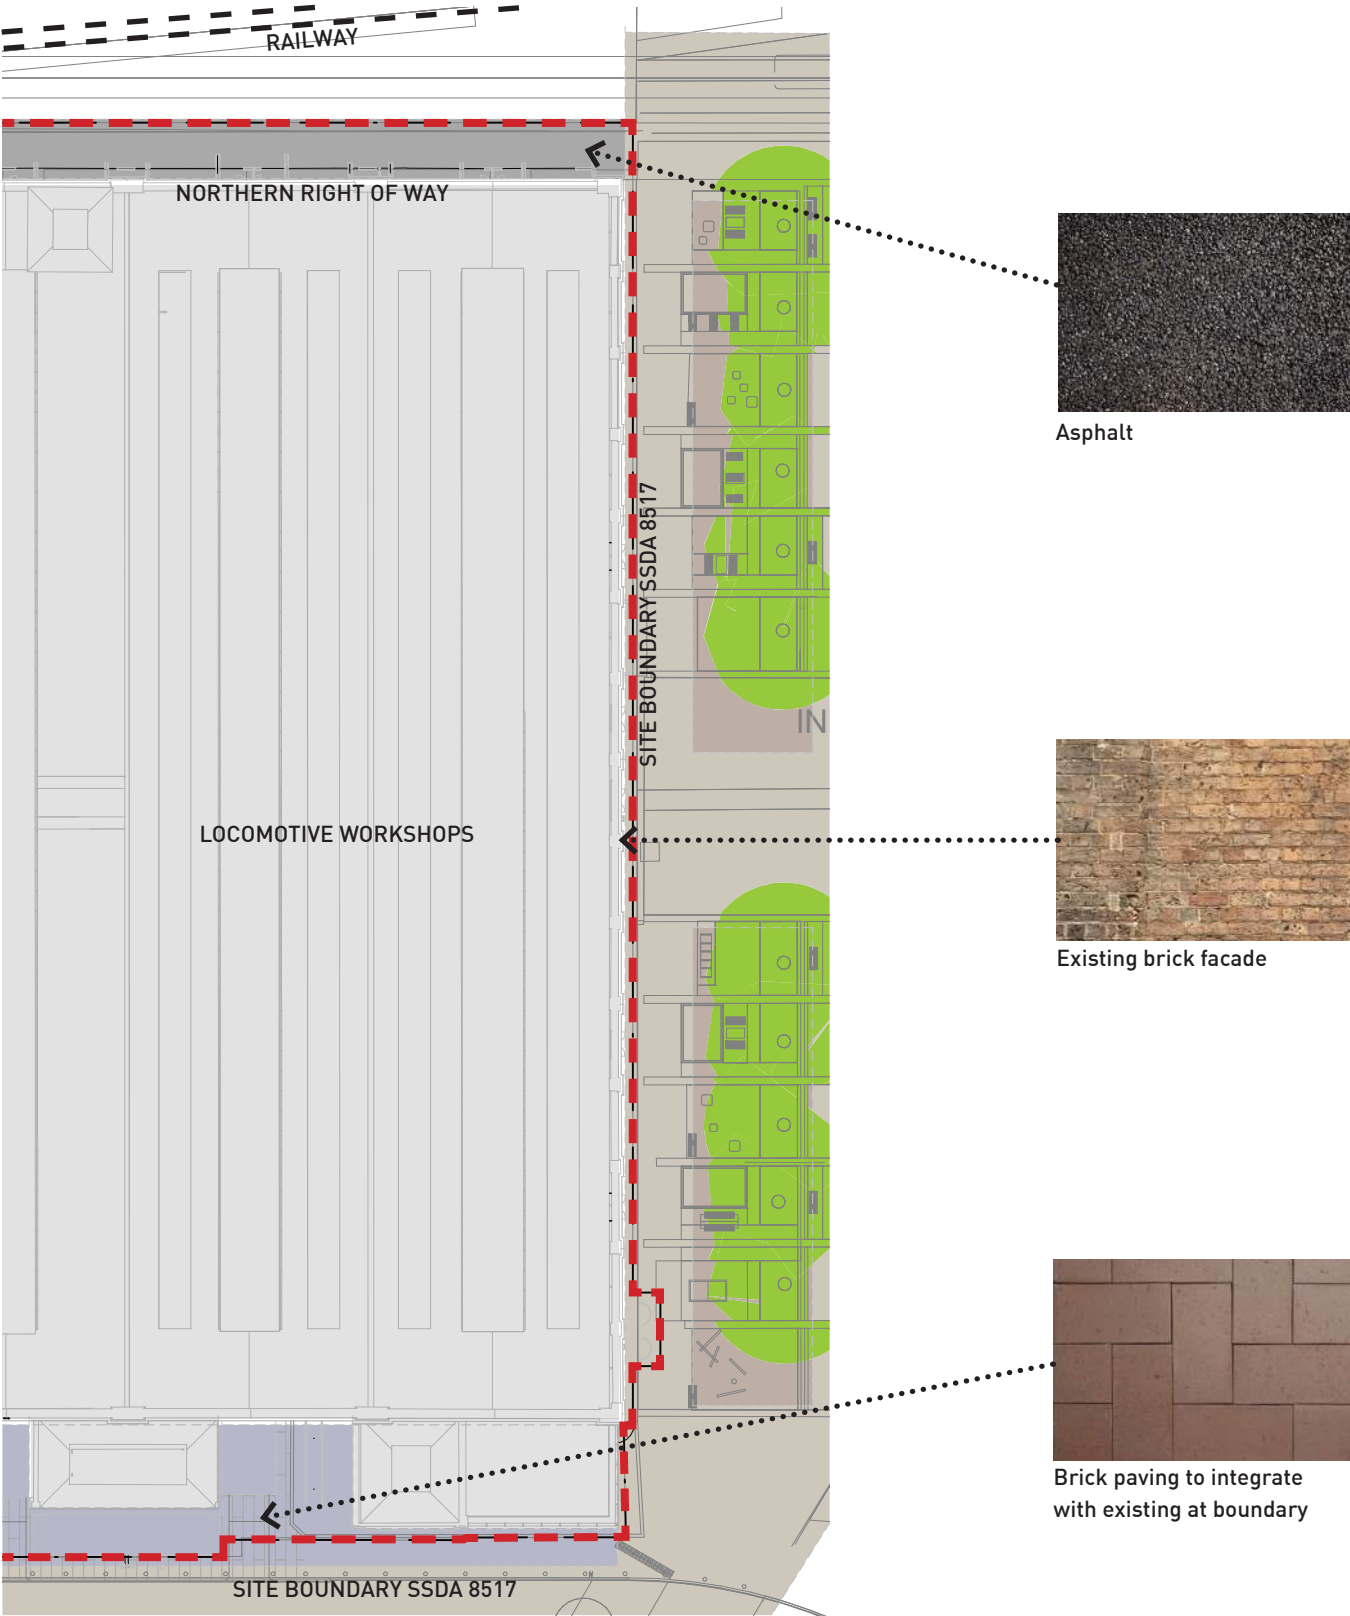 RAILWAY
NORTHERN RIGHT OF WAY
Asphalt
SITE BOUNDARY SSDA 8517
IN
LOCOMOTIVE WORKSHOPS
Existing brick facade
Brick paving to integrate
with existing at boundary
SITE BOUNDARY SSDA 8517